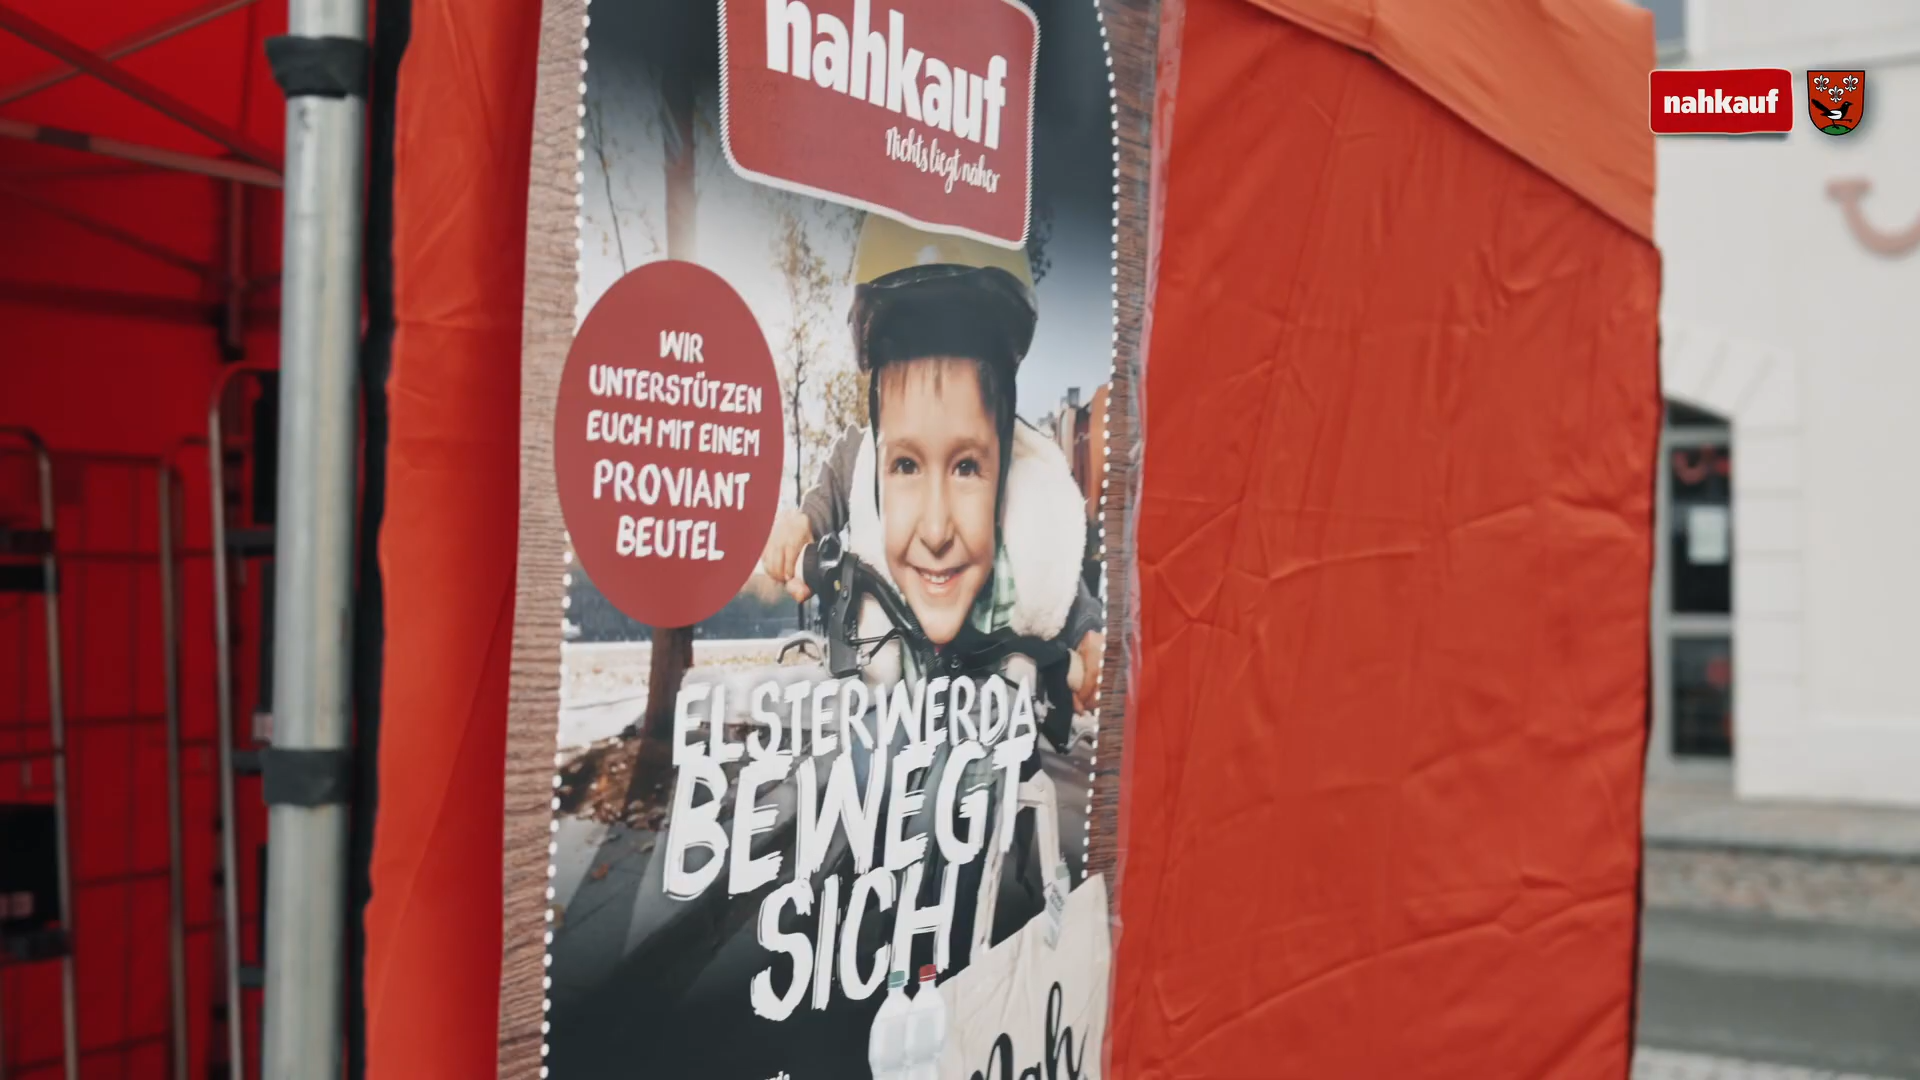 nahkauf
Nichts liegt näher
nahkauf
WIR
UNTERSTÜTZEN
EUCH MIT EINEM
PROVIANT
BEUTEL
ELSTERWERDA
BEWEGT
SICH